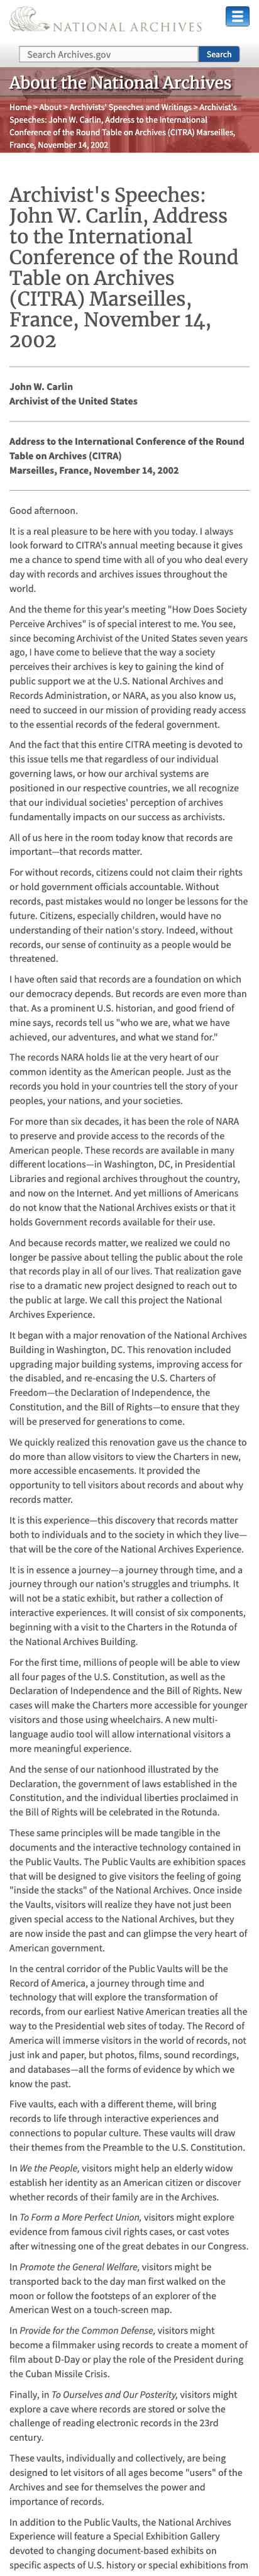 NATIONAL ARCHIVES
Search Archives.gov
Search
About the National Archives
Home > About > Archivists' Speeches and Writings > Archivist's
Speeches: John W. Carlin, Address to the International
Conference of the Round Table on Archives (CITRA) Marseilles,
France, November 14, 2002
Archivist's Speeches:
John W. Carlin, Address
to the International
Conference of the Round
Table on Archives
(CITRA) Marseilles,
France, November 14,
2002
John W. Carlin
Archivist of the United States
Address to the International Conference of the Round
Table on Archives (CITRA)
Marseilles, France, November 14, 2002
Good afternoon.
It is a real pleasure to be here with you today. I always
look forward to CITRA's annual meeting because it gives
me a chance to spend time with all of you who deal every
day with records and archives issues throughout the
world.
And the theme for this year's meeting "How Does Society
Perceive Archives" is of special interest to me. You see,
since becoming Archivist of the United States seven years
ago, I have come to believe that the way a society
perceives their archives is key to gaining the kind of
public support we at the U.S. National Archives and
Records Administration, or NARA, as you also know us,
need to succeed in our mission of providing ready access
to the essential records of the federal government.
And the fact that this entire CITRA meeting is devoted to
this issue tells me that regardless of our individual
governing laws, or how our archival systems are
positioned in our respective countries, we all recognize
that our individual societies' perception of archives
fundamentally impacts on our success as archivists.
All of us here in the room today know that records are
important—that records matter.
For without records, citizens could not claim their rights
or hold government officials accountable. Without
records, past mistakes would no longer be lessons for the
future. Citizens, especially children, would have no
understanding of their nation's story. Indeed, without
records, our sense of continuity as a people would be
threatened.
I have often said that records are a foundation on which
our democracy depends. But records are even more than
that. As a prominent U.S. historian, and good friend of
mine says, records tell us "who we are, what we have
achieved, our adventures, and what we stand for."
The records NARA holds lie at the very heart of our
common identity as the American people. Just as the
records you hold in your countries tell the story of your
peoples, your nations, and your societies.
For more than six decades, it has been the role of NARA
to preserve and provide access to the records of the
American people. These records are available in many
different locations—in Washington, DC, in Presidential
Libraries and regional archives throughout the country,
and now on the Internet. And yet millions of Americans
do not know that the National Archives exists or that it
holds Government records available for their use.
And because records matter, we realized we could no
longer be passive about telling the public about the role
that records play in all of our lives. That realization gave
rise to a dramatic new project designed to reach out to
the public at large. We call this project the National
Archives Experience.
It began with a major renovation of the National Archives
Building in Washington, DC. This renovation included
upgrading major building systems, improving access for
the disabled, and re-encasing the U.S. Charters of
Freedom—the Declaration of Independence, the
Constitution, and the Bill of Rights—to ensure that they
will be preserved for generations to come.
We quickly realized this renovation gave us the chance to
do more than allow visitors to view the Charters in new,
more accessible encasements. It provided the
opportunity to tell visitors about records and about why
records matter.
It is this experience—this discovery that records matter
both to individuals and to the society in which they live—
that will be the core of the National Archives Experience.
It is in essence a journey—a journey through time, and a
journey through our nation's struggles and triumphs. It
will not be a static exhibit, but rather a collection of
interactive experiences. It will consist of six components,
beginning with a visit to the Charters in the Rotunda of
the National Archives Building.
For the first time, millions of people will be able to view
all four pages of the U.S. Constitution, as well as the
Declaration of Independence and the Bill of Rights. New
cases will make the Charters more accessible for younger
visitors and those using wheelchairs. A new multi-
language audio tool will allow international visitors a
more meaningful experience.
And the sense of our nationhood illustrated by the
Declaration, the government of laws established in the
Constitution, and the individual liberties proclaimed in
the Bill of Rights will be celebrated in the Rotunda.
These same principles will be made tangible in the
documents and the interactive technology contained in
the Public Vaults. The Public Vaults are exhibition spaces
that will be designed to give visitors the feeling of going
"inside the stacks" of the National Archives. Once inside
the Vaults, visitors will realize they have not just been
given special access to the National Archives, but they
are now inside the past and can glimpse the very heart of
American government.
In the central corridor of the Public Vaults will be the
Record of America, a journey through time and
technology that will explore the transformation of
records, from our earliest Native American treaties all the
way to the Presidential web sites of today. The Record of
America will immerse visitors in the world of records, not
just ink and paper, but photos, films, sound recordings,
and databases—all the forms of evidence by which we
know the past.
Five vaults, each with a different theme, will bring
records to life through interactive experiences and
connections to popular culture. These vaults will draw
their themes from the Preamble to the U.S. Constitution.
In We the People, visitors might help an elderly widow
establish her identity as an American citizen or discover
whether records of their family are in the Archives.
In To Form a More Perfect Union, visitors might explore
evidence from famous civil rights cases, or cast votes
after witnessing one of the great debates in our Congress.
In Promote the General Welfare, visitors might be
transported back to the day man first walked on the
moon or follow the footsteps of an explorer of the
American West on a touch-screen map.
In Provide for the Common Defense, visitors might
become a filmmaker using records to create a moment of
film about D-Day or play the role of the President during
the Cuban Missile Crisis.
Finally, in To Ourselves and Our Posterity, visitors might
explore a cave where records are stored or solve the
challenge of reading electronic records in the 23rd
century.
These vaults, individually and collectively, are being
designed to let visitors of all ages become "users" of the
Archives and see for themselves the power and
importance of records.
In addition to the Public Vaults, the National Archives
Experience will feature a Special Exhibition Gallery
devoted to changing document-based exhibits on
specific aspects of U.S. history or special exhibitions from